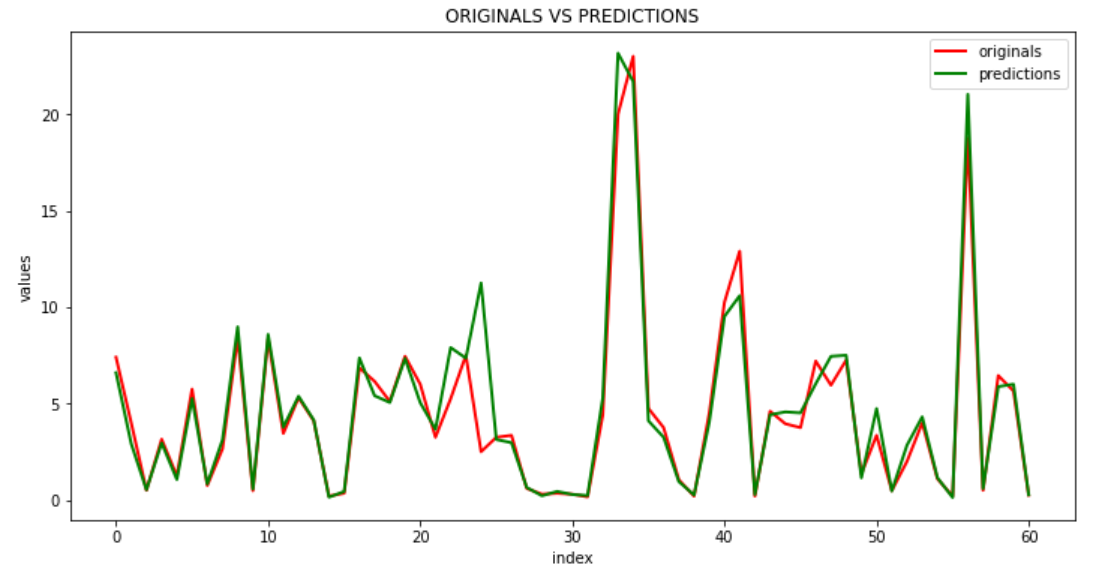 ORIGINALS VS PREDICTIONS
originals
predictions
values
20
15
10
5
0
0 10 20 30 40 50 60
index